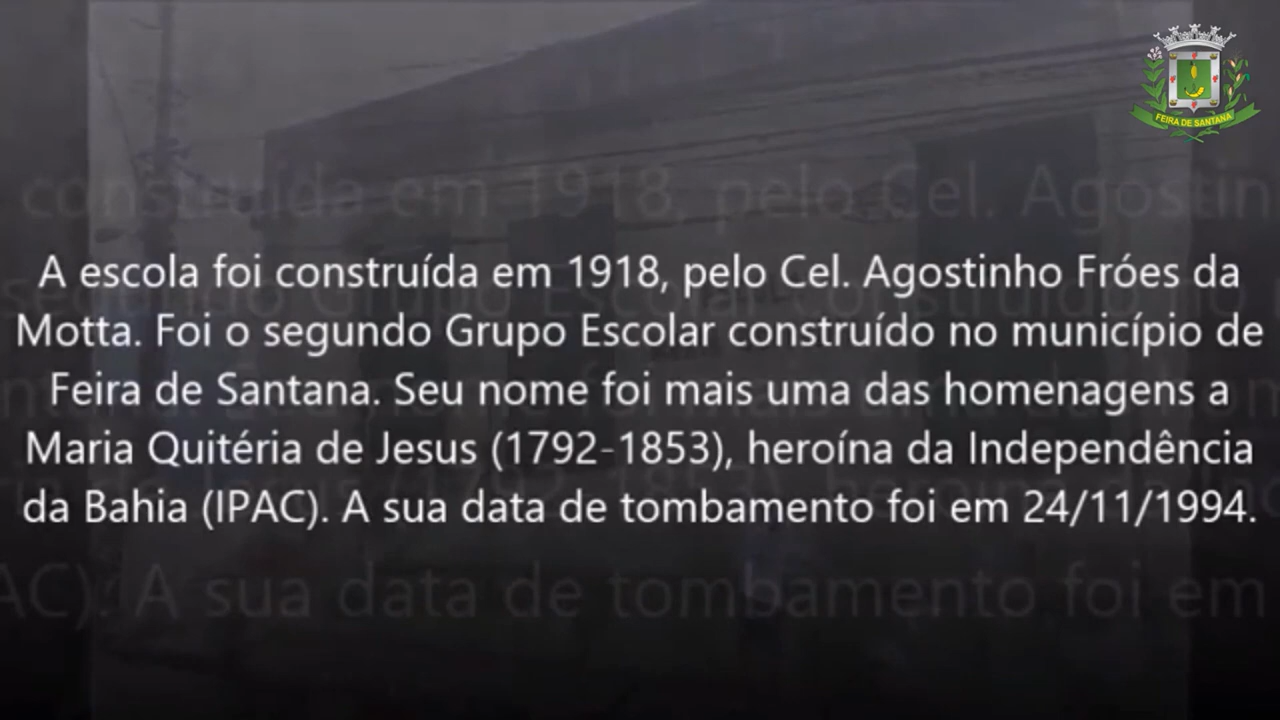 FEIRA DE SANTANA
A escola foi construída em 1918, pelo Cel. Agostinho Fróes da
Motta. Foi o segundo Grupo Escolar construído no município de
Feira de Santana. Seu nome foi mais uma das homenagens a
Maria Quitéria de Jesus (1792-1853), heroína da Independência
da Bahia (IPAC). A sua data de tombamento foi em 24/11/1994.